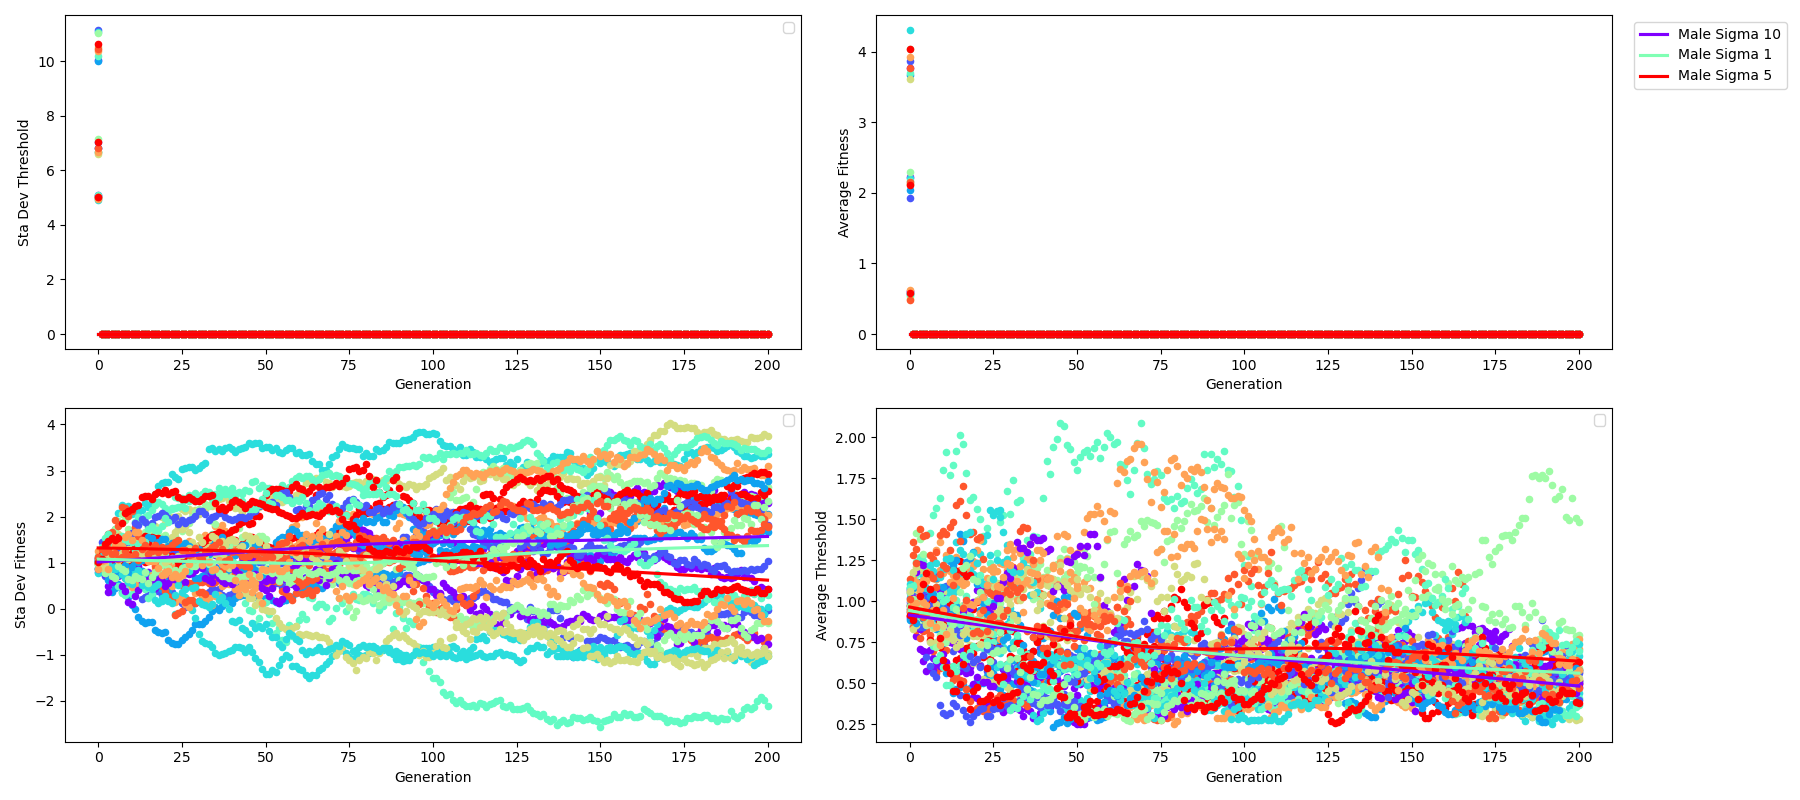 Sta Dev Threshold
10
8
6
4
2
0
0 25 50 75 100 125 150 175 200
Generation
Average Fitness
4
3
2
1
0
0 25 50 75 100 125 150 175 200
Generation
Male Sigma 10
Male Sigma 1
Male Sigma 5
Sta Dev Fitness
4
3
2
1
0
−1
−2
0 25 50 75 100 125 150 175 200
Generation
Average Threshold
2.00
1.75
1.50
1.25
1.00
0.75
0.50
0.25
0 25 50 75 100 125 150 175 200
Generation